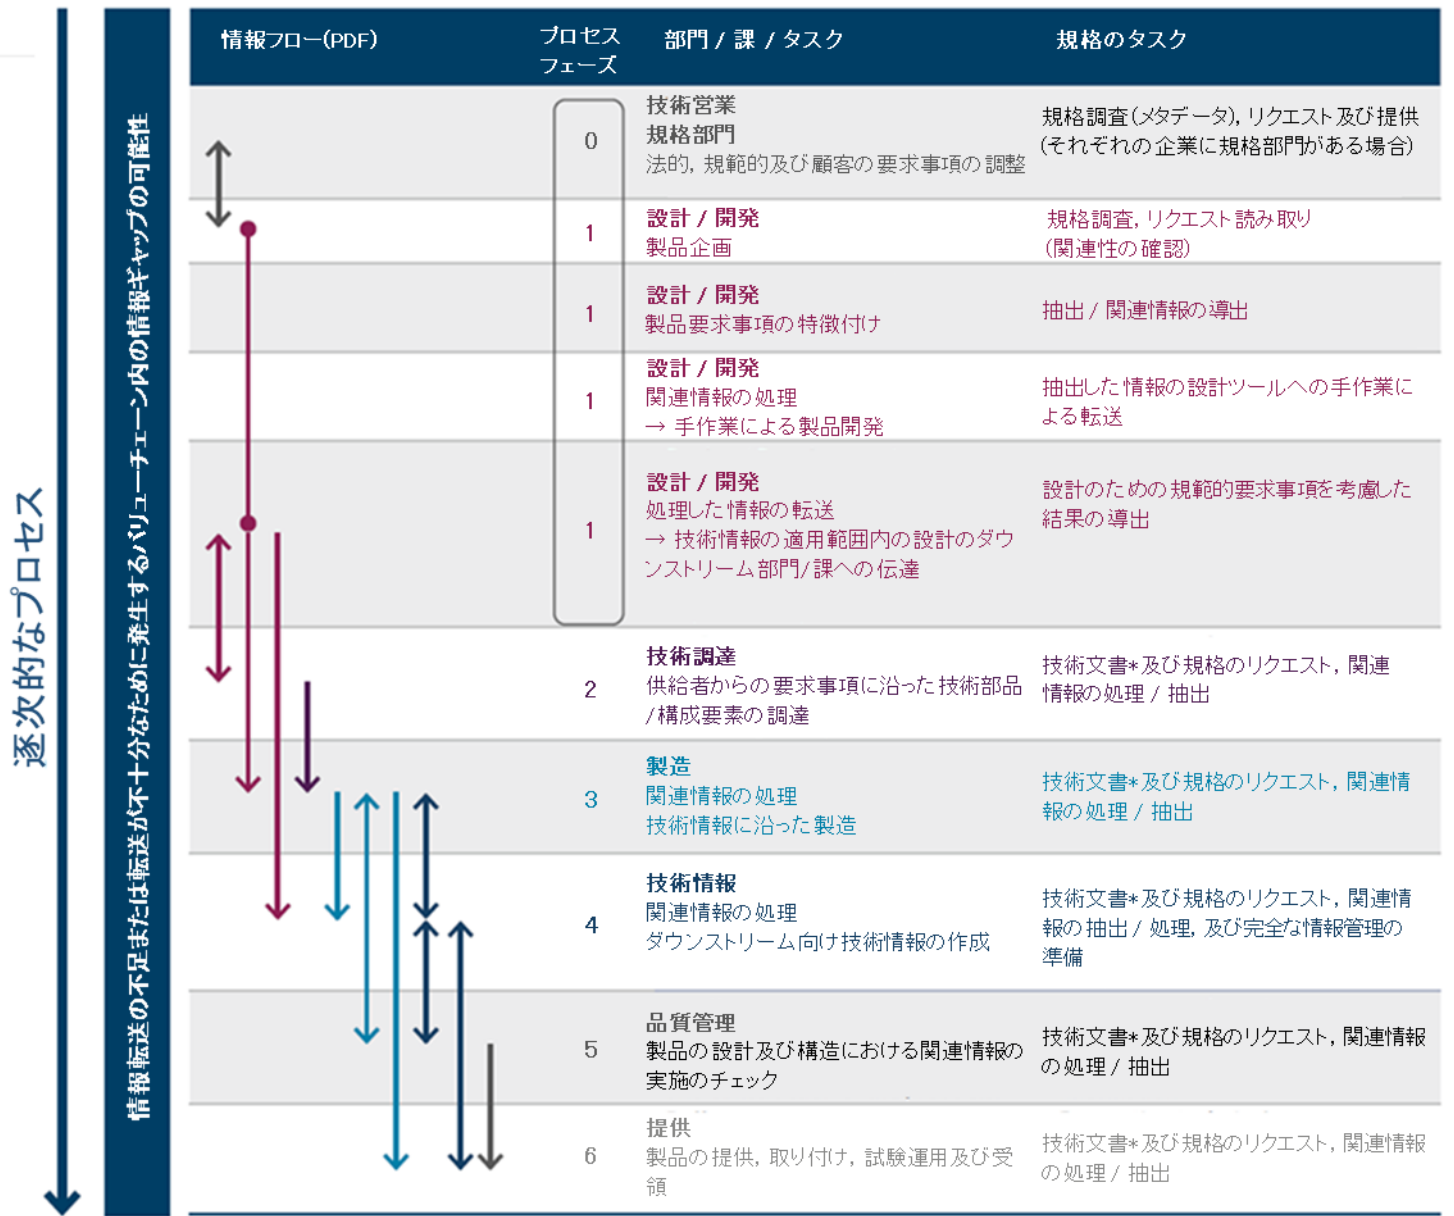 逐次的なプロセス
情報転送の不足または転送が不十分なために発生するバリューチェーン内の情報ギャップの可能性
情報フロー(PDF)
プロセス
フェーズ
部門 / 課 / タスク
規格のタスク
0
技術営業
規格部門
法的, 規範的及び顧客の要求事項の調整
規格調査(メタデータ), リクエスト及び提供
(それぞれの企業に規格部門がある場合)
1
設計 / 開発
製品企画
規格調査, リクエスト読み取り
(関連性の確認)
1
設計 / 開発
製品要求事項の特徴付け
抽出 / 関連情報の導出
1
設計 / 開発
関連情報の処理
→ 手作業による製品開発
抽出した情報の設計ツールへの手作業に
よる転送
1
設計 / 開発
処理した情報の転送
→ 技術情報の適用範囲内の設計のダウ
ンストリーム部門/課への伝達
設計のための規範的要求事項を考慮した
結果の導出
2
技術調達
供給者からの要求事項に沿った技術部品
/構成要素の調達
技術文書*及び規格のリクエスト, 関連
情報の処理 / 抽出
3
製造
関連情報の処理
技術情報に沿った製造
技術文書*及び規格のリクエスト, 関連情
報の処理 / 抽出
4
技術情報
関連情報の処理
ダウンストリーム向け技術情報の作成
技術文書*及び規格のリクエスト, 関連情
報の抽出 / 処理, 及び完全な情報管理の
準備
5
品質管理
製品の設計及び構造における関連情報の
実施のチェック
技術文書*及び規格のリクエスト, 関連情報
の処理 / 抽出
6
提供
製品の提供, 取り付け, 試験運用及び受
領
技術文書*及び規格のリクエスト, 関連情報
の処理 / 抽出